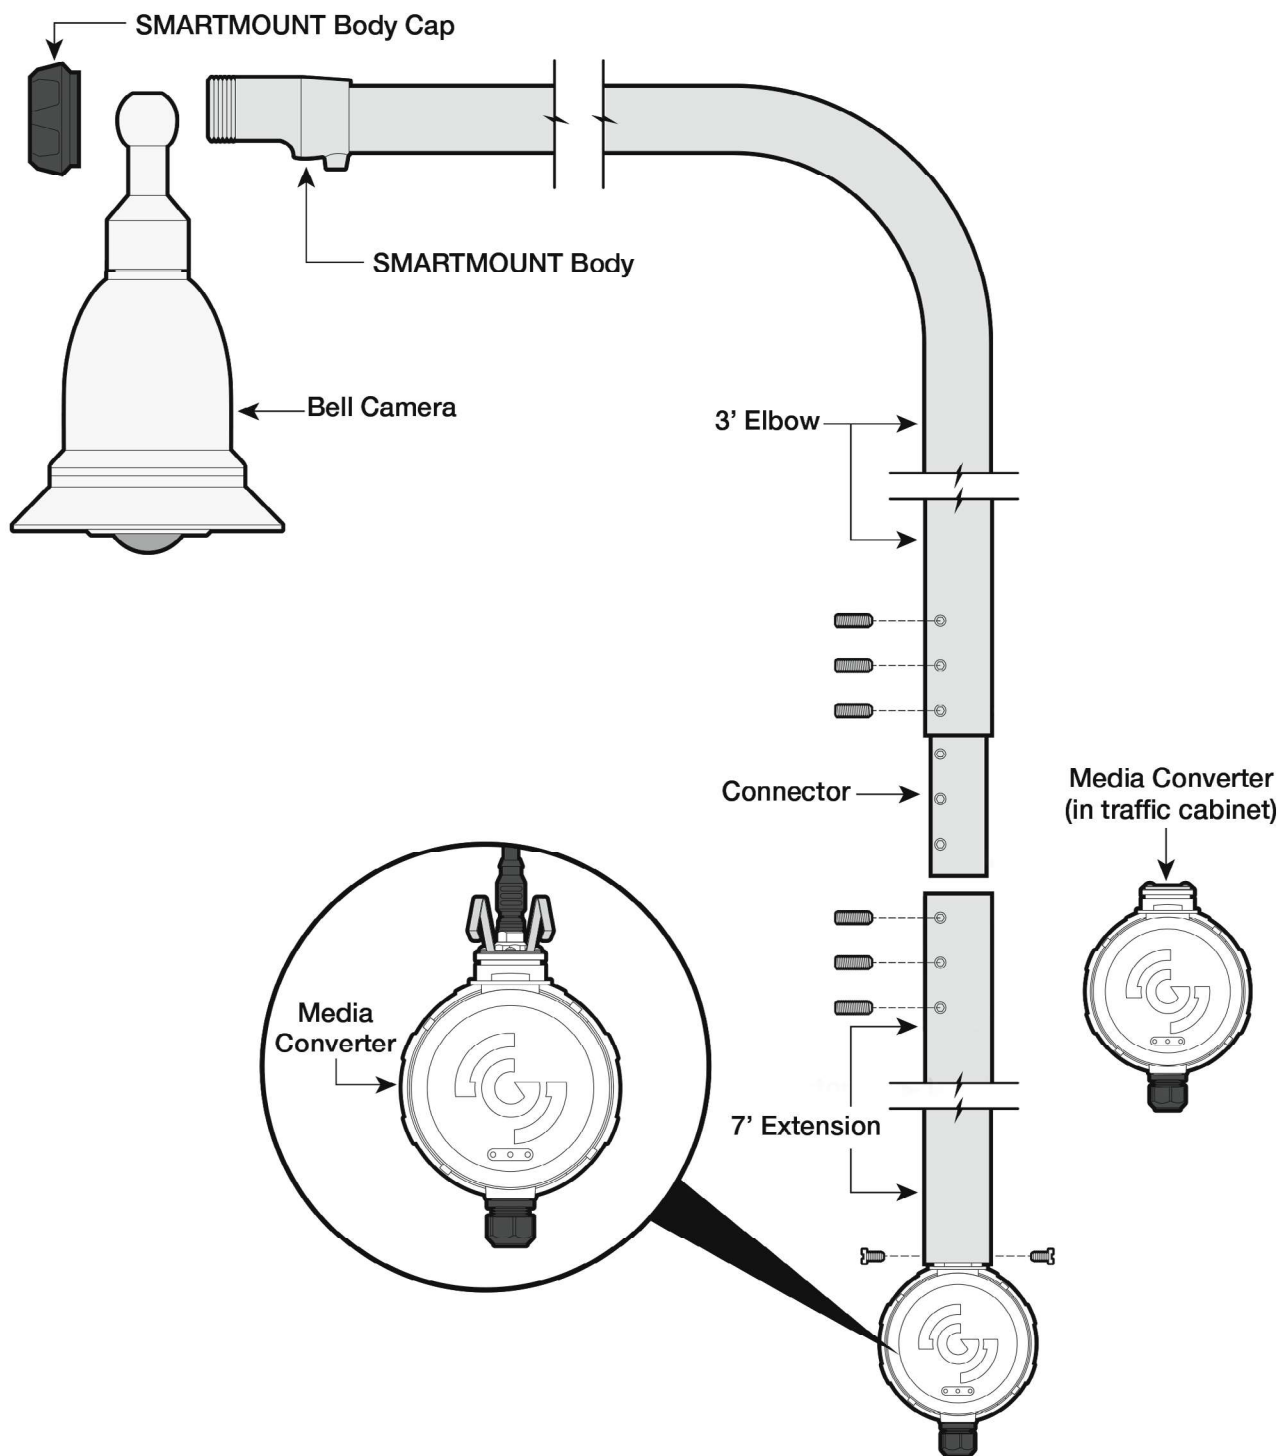 SMARTMOUNT Body Cap
SMARTMOUNT Body
Bell Camera
3’ Elbow
Connector
Media Converter
(in traffic cabinet)
Media
Converter
7’ Extension